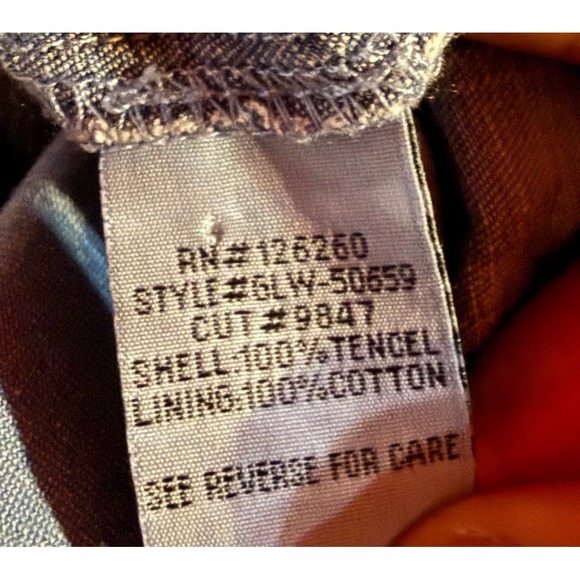 RN#126260
STYLE#GLW-50659
CUT#9847
SHELL:100%TENCEL
LINING:100%COTTON
SEE REVERSE FOR CARE